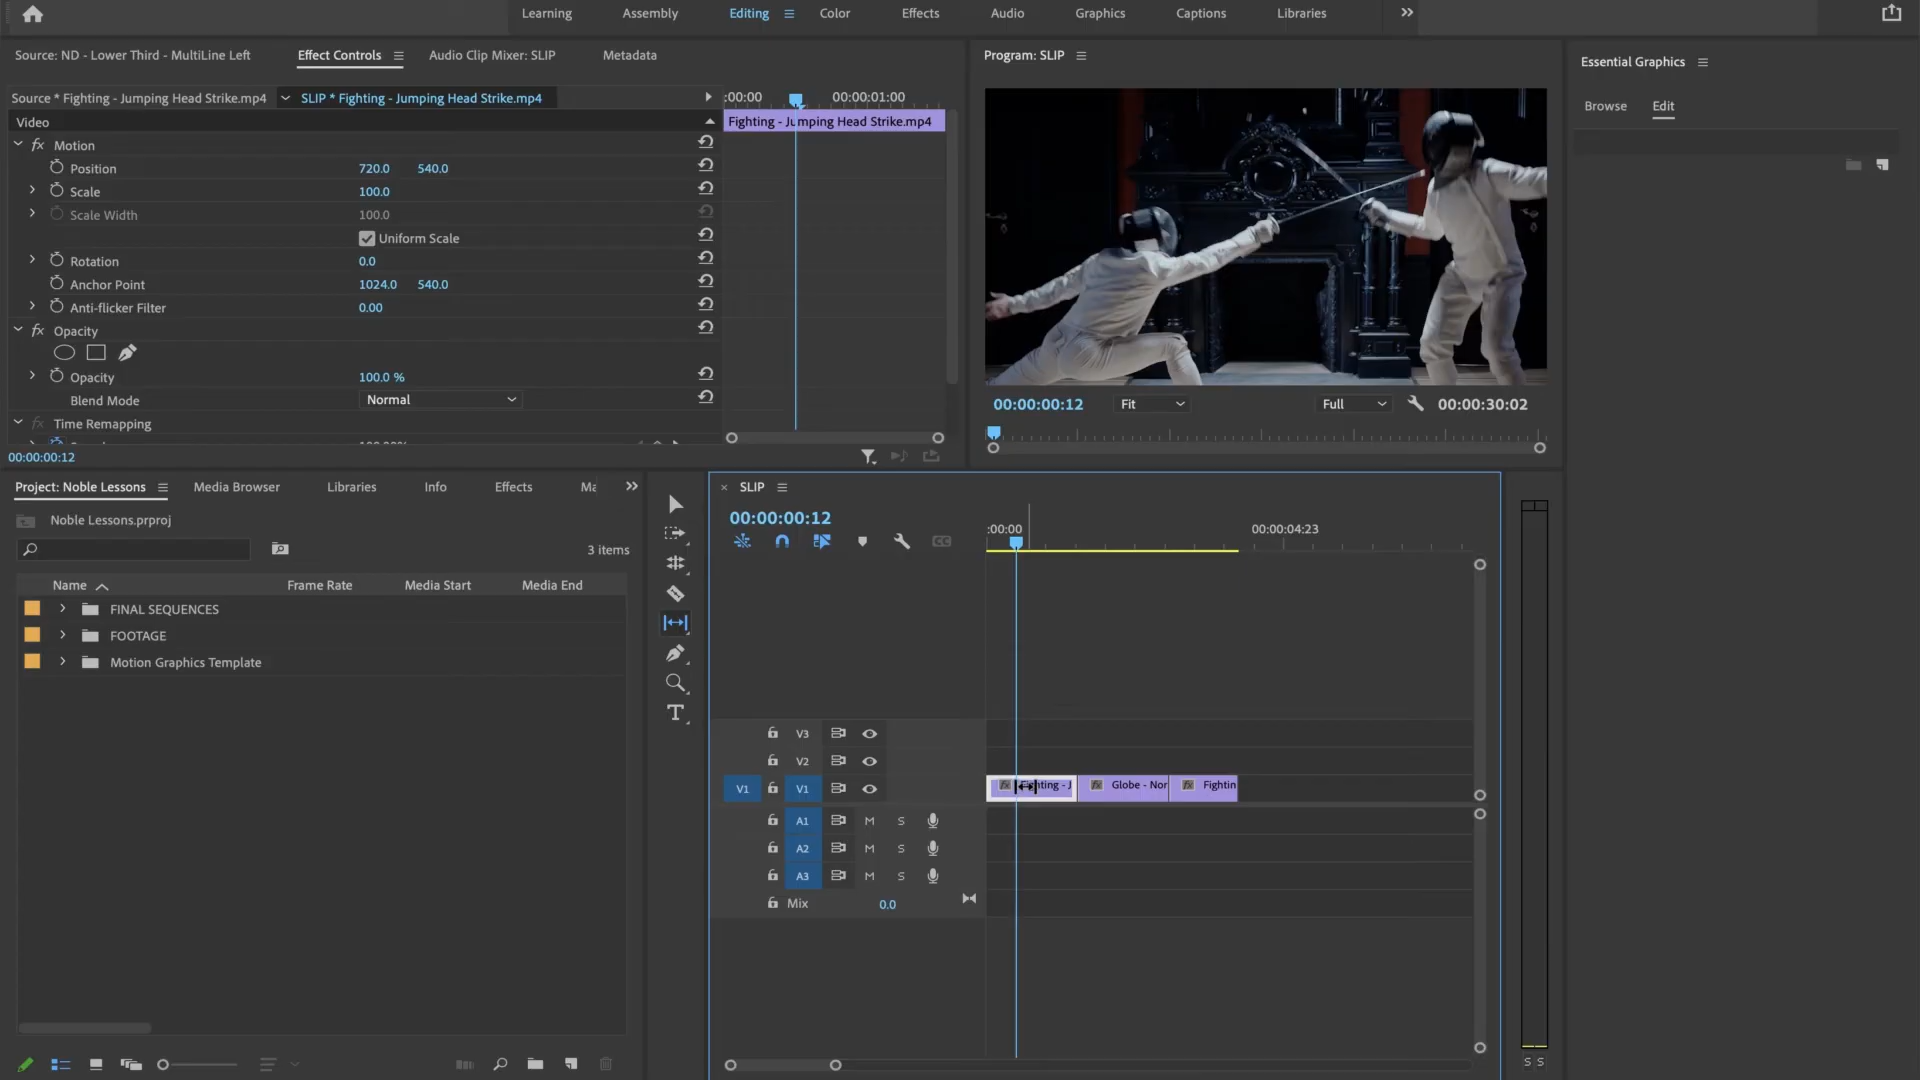 Learning Assembly Editing Color Effects Audio Graphics Captions Libraries
Source: ND - Lower Third - MultiLine Left Effect Controls Audio Clip Mixer: SLIP Metadata
Source * Fighting - Jumping Head Strike.mp4 SLIP * Fighting - Jumping Head Strike.mp4
:00:00 00:00:01:00
Video
Fighting - Jumping Head Strike.mp4
fx Motion
Position 720.0 540.0
Scale 100.0
Scale Width 100.0
Uniform Scale
Rotation 0.0
Anchor Point 1024.0 540.0
Anti-flicker Filter 0.00
fx Opacity
Opacity 100.0 %
Blend Mode Normal
fx Time Remapping
00:00:00:12
Program: SLIP
00:00:00:12 Fit Full 00:00:30:02
Essential Graphics
Browse Edit
Project: Noble Lessons Media Browser Libraries Info Effects Ma
Noble Lessons.prproj
3 items
Name Frame Rate Media Start Media End
FINAL SEQUENCES
FOOTAGE
Motion Graphics Template
T
× SLIP
00:00:00:12
:00:00 00:00:04:23
V3
V2
V1 V1
fx Fighting - J fx Globe - Nor fx Fightin
A1 M S
A2 M S
A3 M S
Mix 0.0
S S